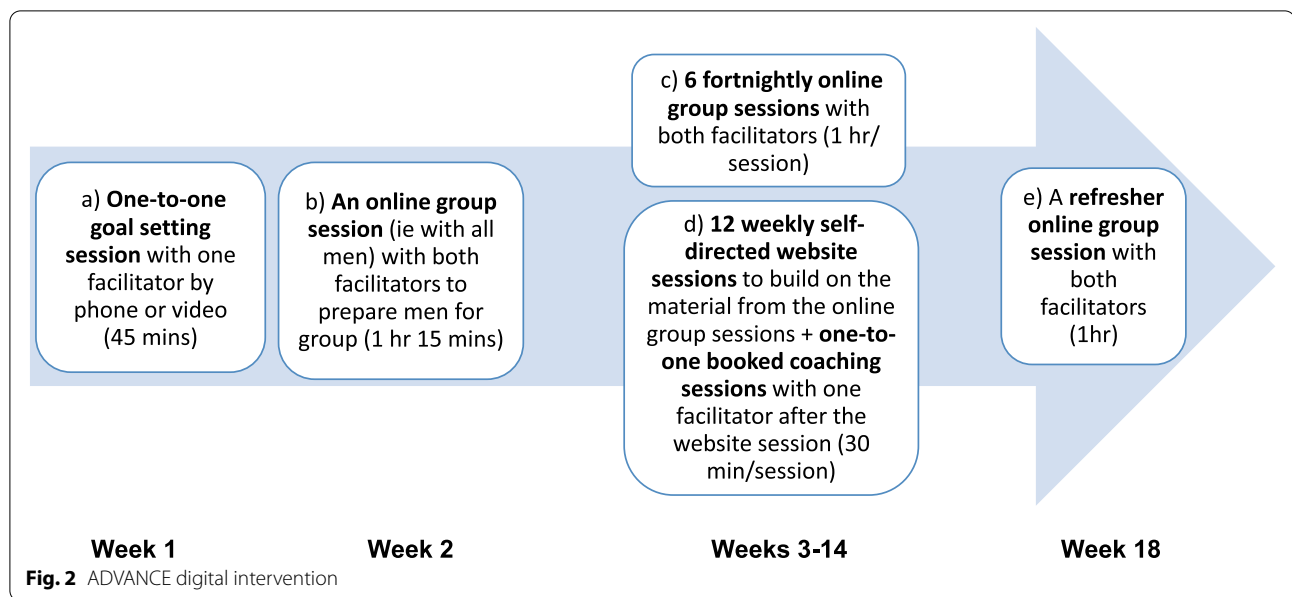 a) One-to-one
goal setting
session with one
facilitator by
phone or video
(45 mins)
b) An online group
session (ie with all
men) with both
facilitators to
prepare men for
group (1 hr 15 mins)
c) 6 fortnightly online
group sessions with
both facilitators (1 hr/
session)
d) 12 weekly self-
directed website
sessions to build on the
material from the online
group sessions + one-to-
one booked coaching
sessions with one
facilitator after the
website session (30
min/session)
e) A refresher
online group
session with
both
facilitators
(1hr)
Week 1
Week 2
Weeks 3-14
Week 18
Fig. 2 ADVANCE digital intervention